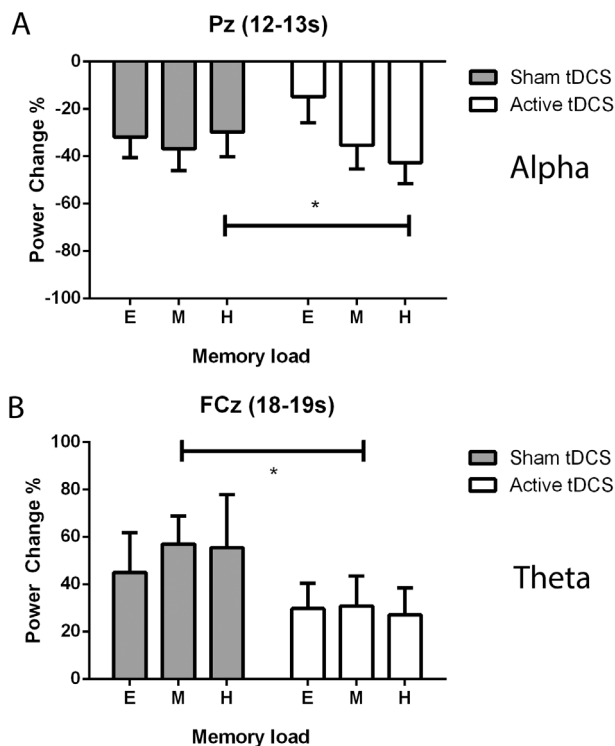 A
Pz (12-13s)
0
-20
-40
-60
-80
-100
Power Change %
*
E M H E M H
Memory load
Sham tDCS
Active tDCS
Alpha
B
FCz (18-19s)
100
80
60
40
20
0
Power Change %
*
E M H E M H
Memory load
Sham tDCS
Active tDCS
Theta